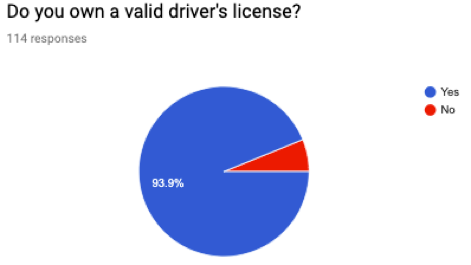 Do you own a valid driver's license?
114 responses
Yes
No
93.9%